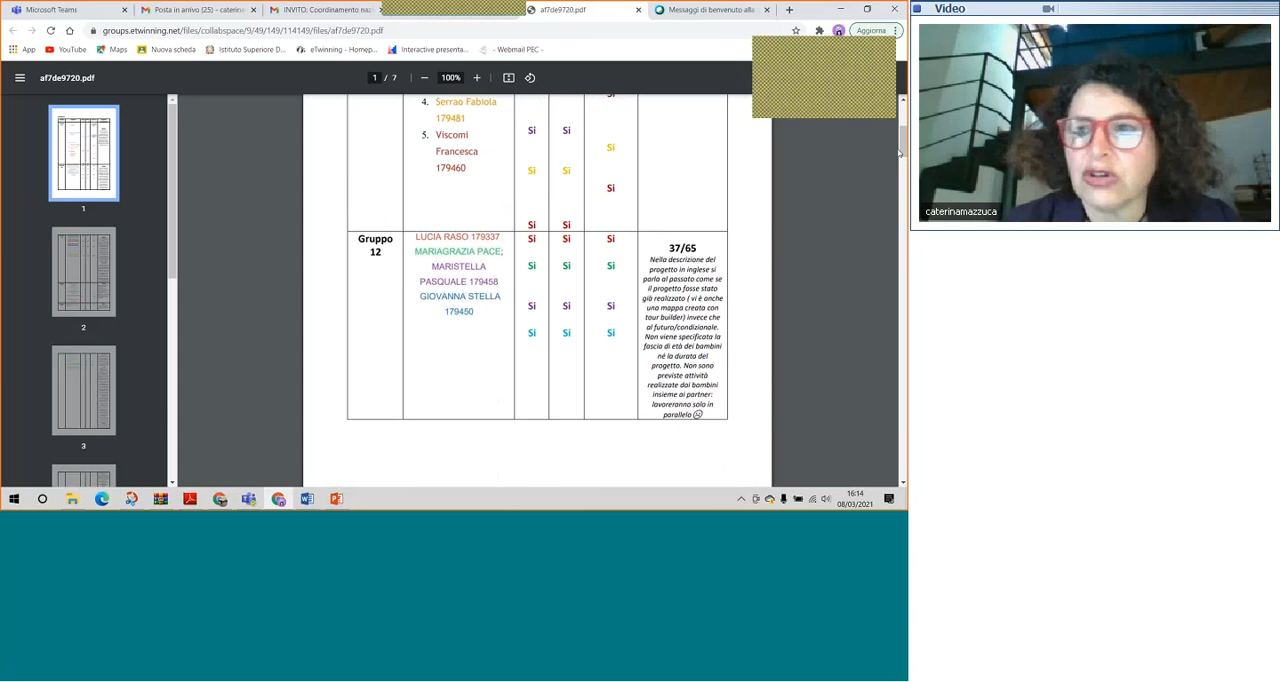 Microsoft Teams
Posta in arrivo (25) – caterina
INVITO: Coordinamento naz
af7de9720.pdf
Messaggi di benvenuto alla
groups.etwinning.net/files/collabspace/9/49/149/114149/files/af7de9720.pdf
Aggiorna
App
YouTube
Maps
Nuova scheda
Istituto Superiore D...
eTwinning - Homep...
Interactive presenta...
- Webmail PEC -
af7de9720.pdf
1 / 7
100%
1
2
3
4. Serrao Fabiola
179481
5. Viscomi
Francesca
179460
Si Si
Si
Si Si
Si
Si Si
Gruppo
12
LUCIA RASO 179337
MARIAGRAZIA PACE;
MARISTELLA
PASQUALE 179458
GIOVANNA STELLA
179450
Si Si Si
Si Si Si
Si Si Si
Si Si Si
37/65
Nella descrizione del
progetto in inglese si
parla al passato come se
il progetto fosse stato
già realizzato ( vi è anche
una mappa creata con
tour builder) invece che
al futuro/condizionale.
Non viene specificata la
fascia di età dei bambini
né la durata del
progetto. Non sono
previste attività
realizzate dai bambini
insieme ai partner:
lavoreranno solo in
parallelo
16:14
08/03/2021
Video
caterinamazzuca